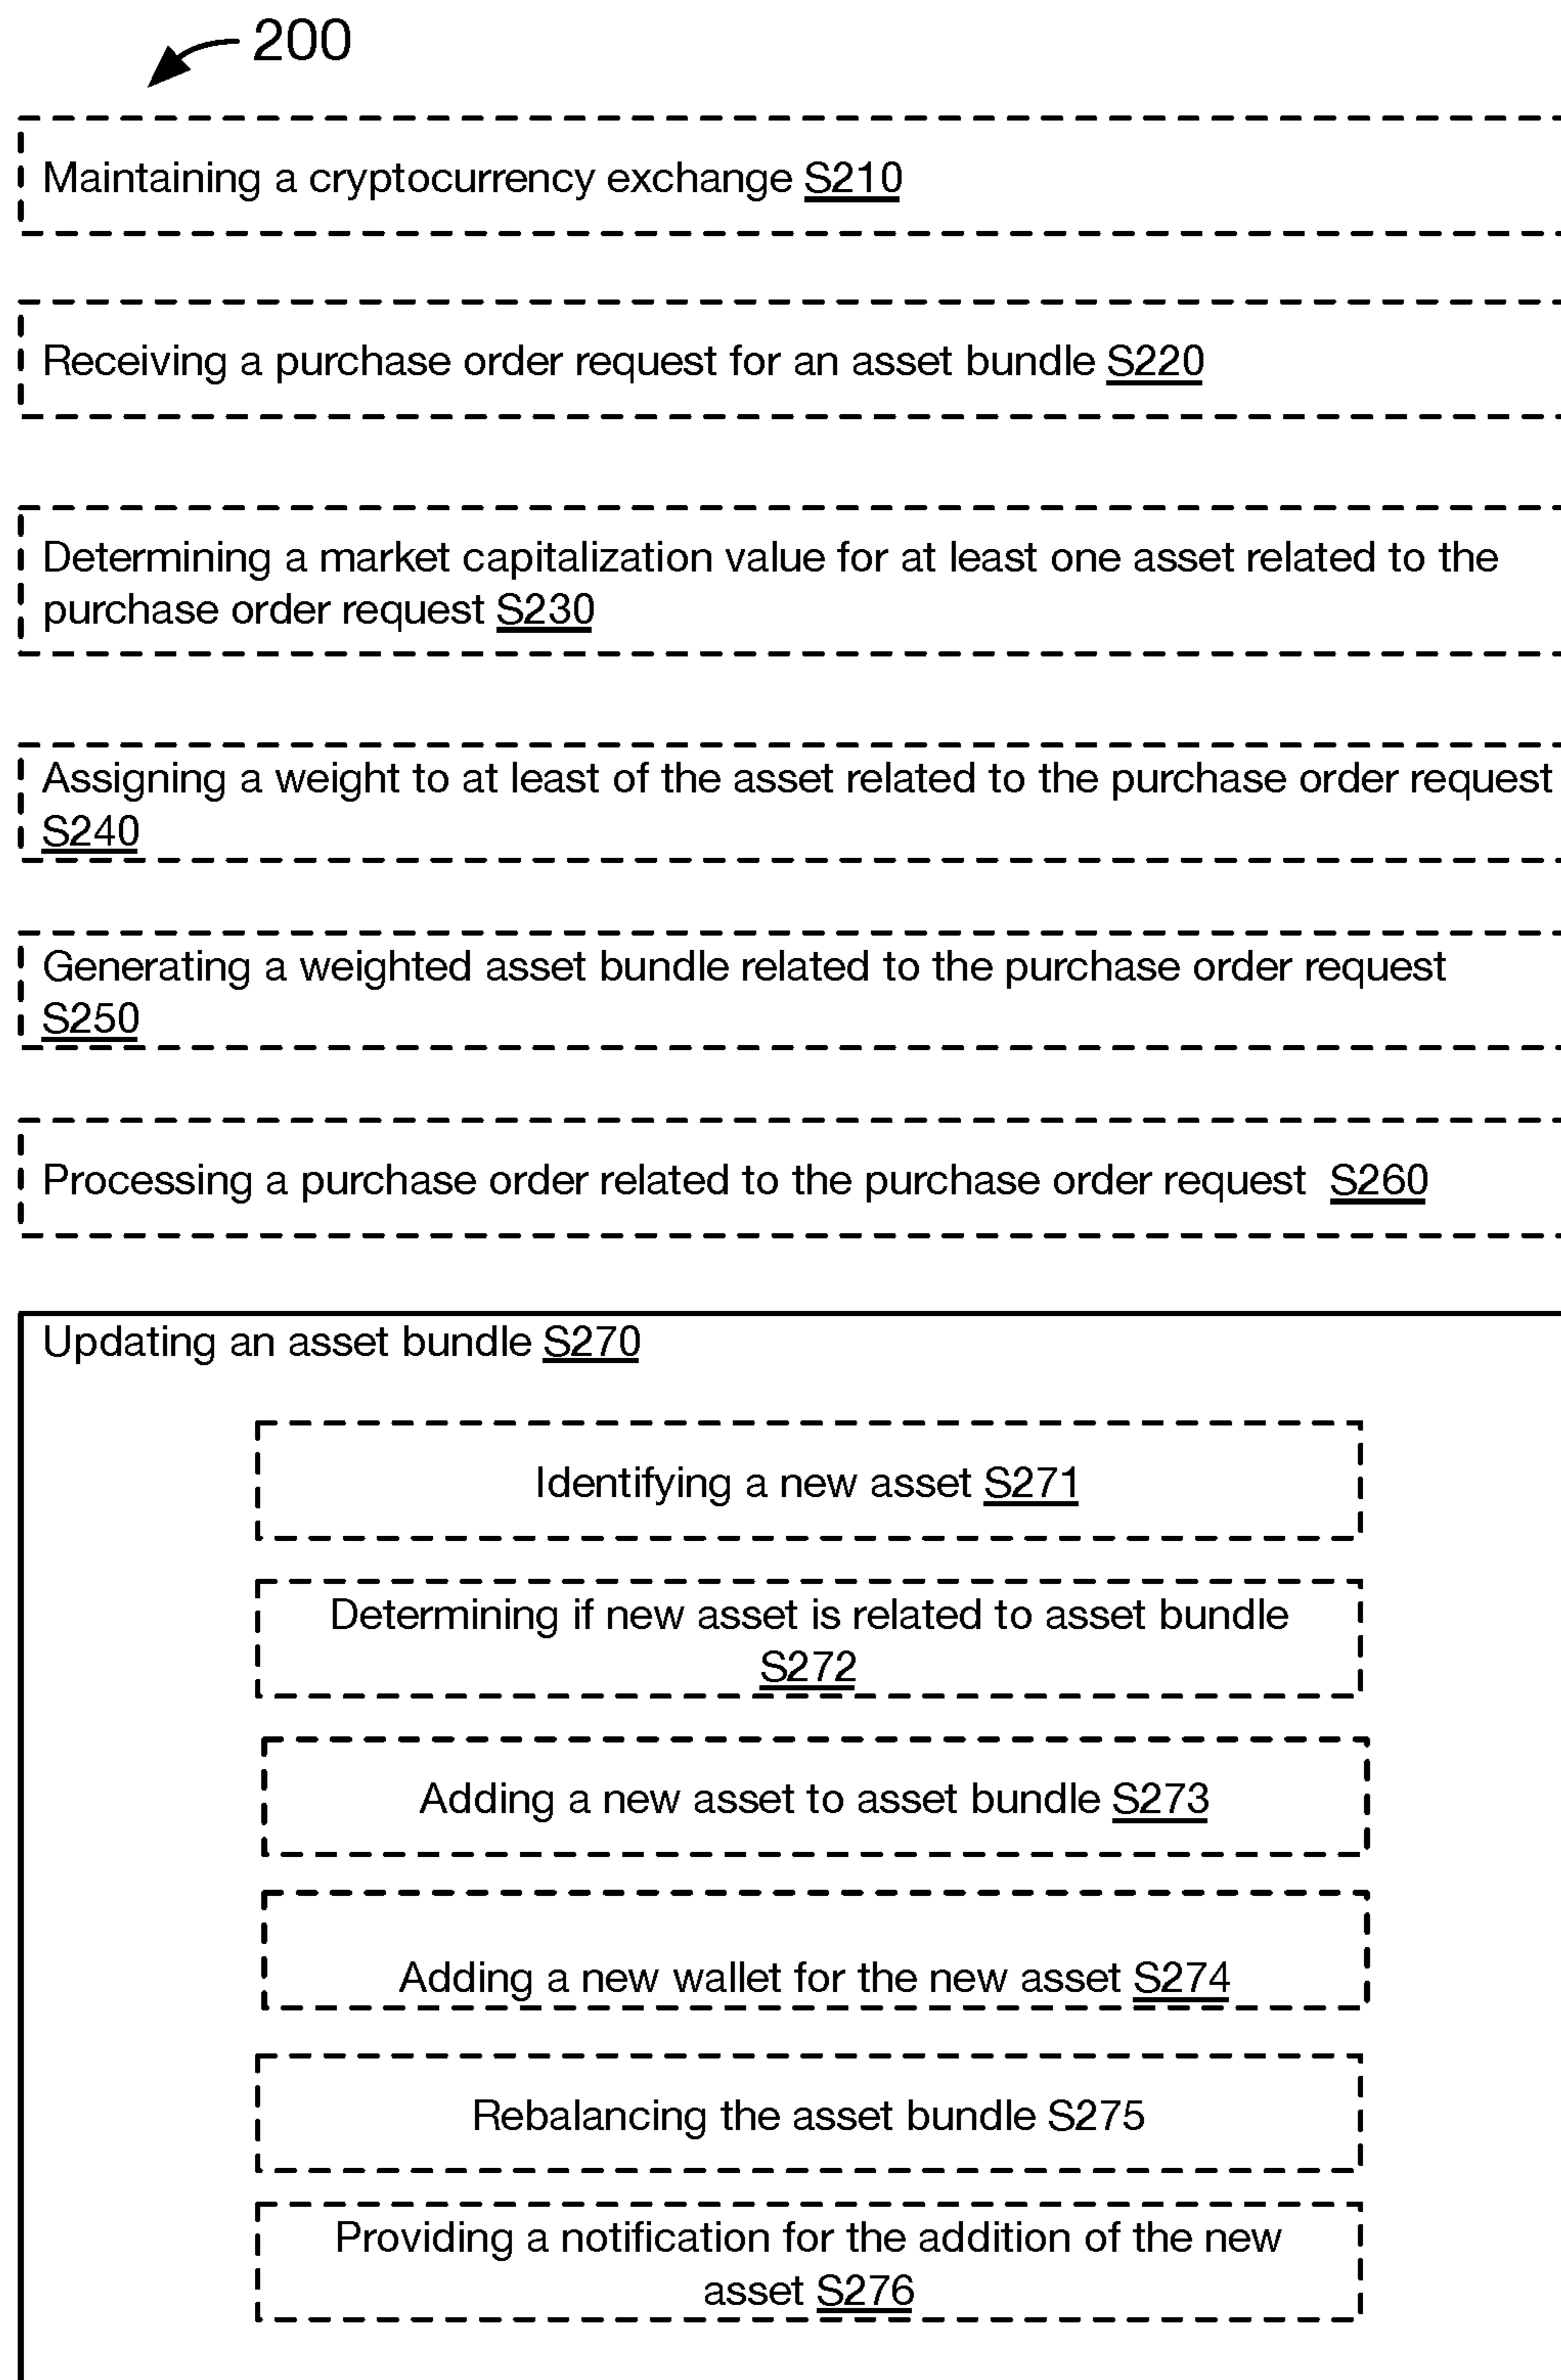 200
Maintaining a cryptocurrency exchange S210
Receiving a purchase order request for an asset bundle S220
Determining a market capitalization value for at least one asset related to the
purchase order request S230
Assigning a weight to at least of the asset related to the purchase order request
S240
Generating a weighted asset bundle related to the purchase order request
S250
Processing a purchase order related to the purchase order request S260
Updating an asset bundle S270
Identifying a new asset S271
Determining if new asset is related to asset bundle
S272
Adding a new asset to asset bundle S273
Adding a new wallet for the new asset S274
Rebalancing the asset bundle S275
Providing a notification for the addition of the new
asset S276